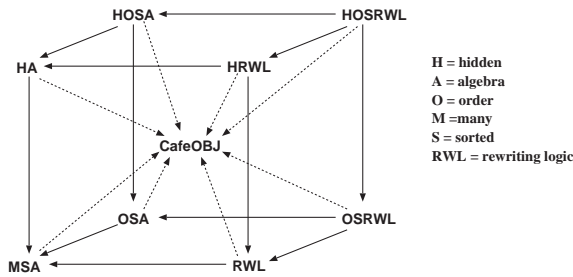 HOSA HOSRWL
HA HRWL
CafeOBJ
OSA OSRWL
MSA RWL
H = hidden
A = algebra
O = order
M =many
S = sorted
RWL = rewriting logic